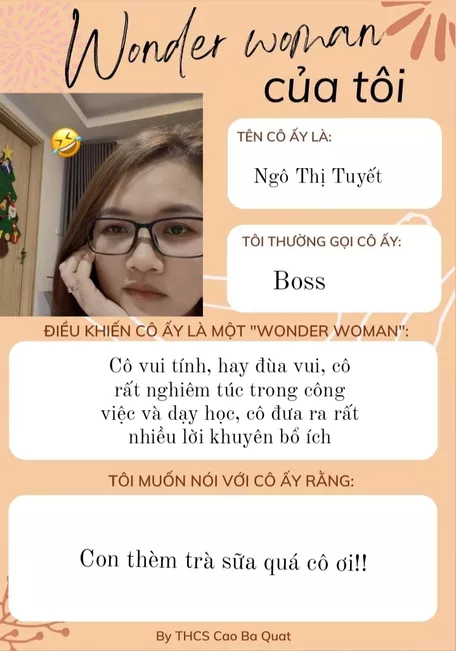 Wonder woman
của tôi
TÊN CÔ ẤY LÀ:
Ngô Thị Tuyết
TÔI THƯỜNG GỌI CÔ ẤY:
Boss
ĐIỀU KHIẾN CÔ ẤY LÀ MỘT "WONDER WOMAN":
Cô vui tính, hay đùa vui, cô
rất nghiêm túc trong công
việc và dạy học, cô đưa ra rất
nhiều lời khuyên bổ ích
TÔI MUỐN NÓI VỚI CÔ ẤY RẰNG:
Con thèm trà sữa quá cô ơi!!
By THCS Cao Ba Quat